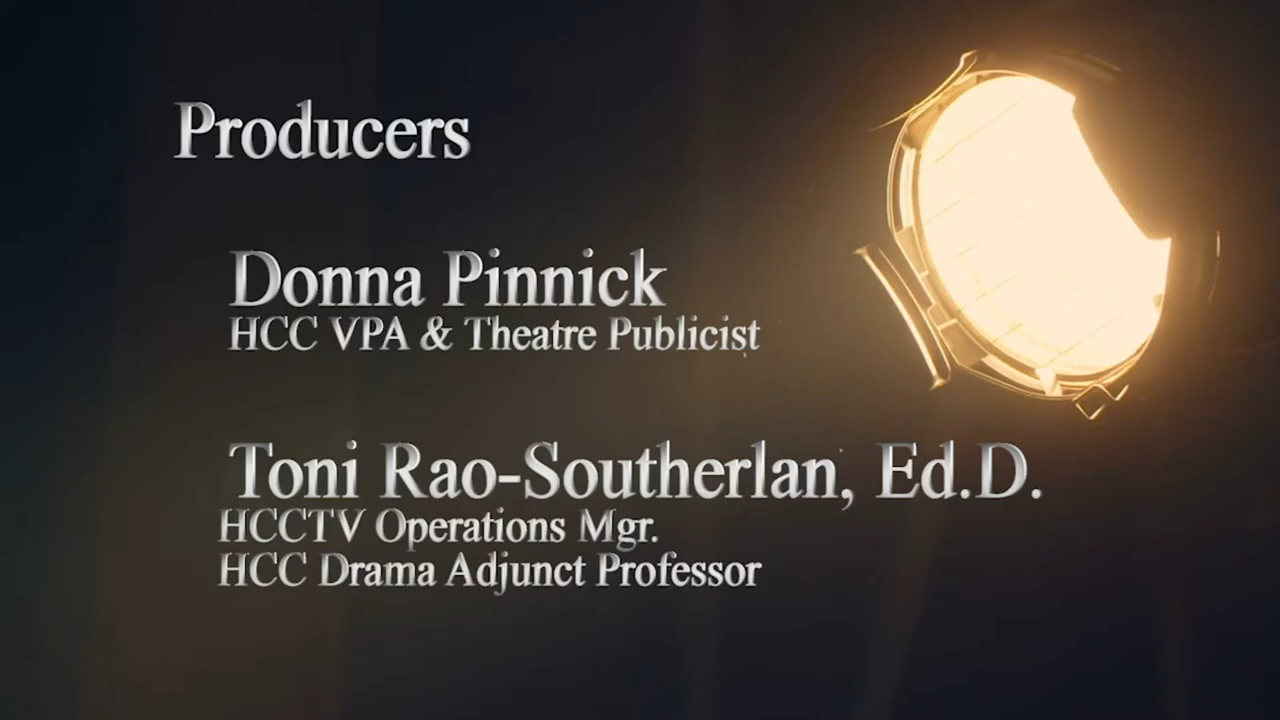 Producers
Donna Pinnick
HCC VPA & Theatre Publicist
Toni Rao-Southerlan, Ed.D.
HCCTV Operations Mgr.
HCC Drama Adjunct Professor